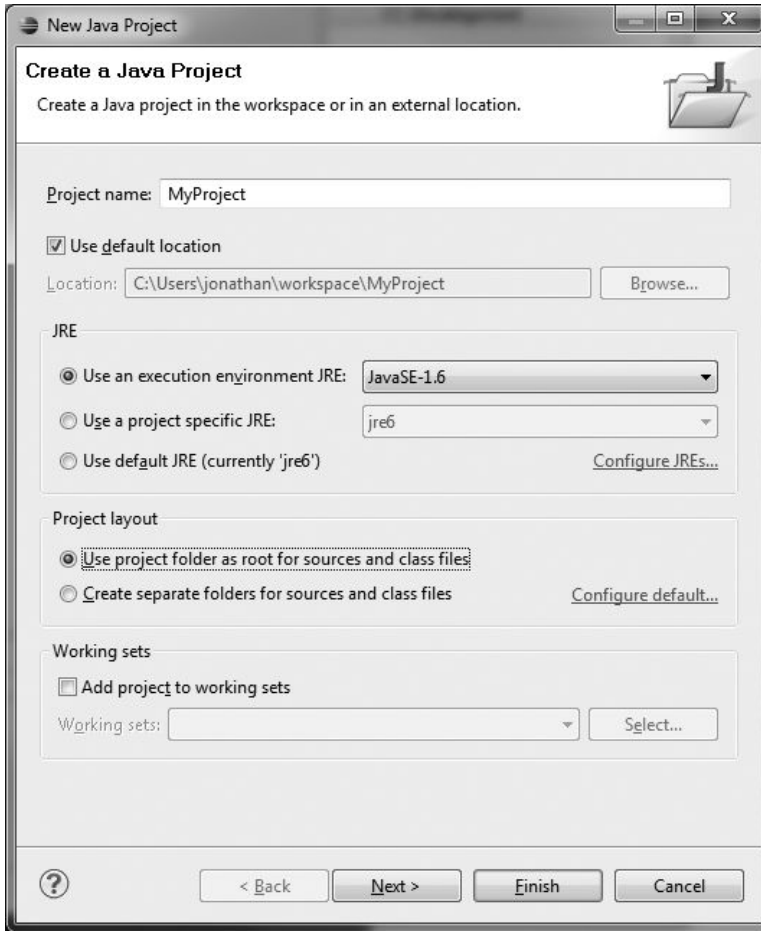 New Java Project
Create a Java Project
Create a Java project in the workspace or in an external location.
Project name: MyProject
Use default location
Location: C:\Users\jonathan\workspace\MyProject Browse...
JRE
Use an execution environment JRE: JavaSE-1.6
Use a project specific JRE: jre6
Use default JRE (currently 'jre6') Configure JREs...
Project layout
Use project folder as root for sources and class files
Create separate folders for sources and class files Configure default...
Working sets
Add project to working sets
Working sets: Select...
? < Back Next > Finish Cancel